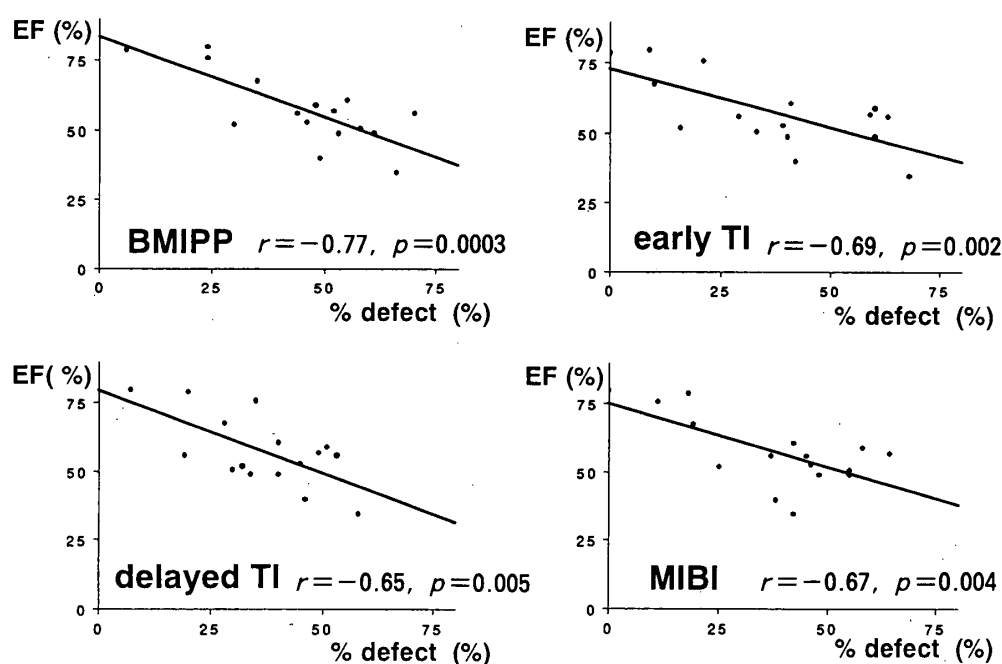 EF (%)
75
50
25
0
BMIPP r=−0.77, p=0.0003
0 25 50 75
% defect (%)
EF (%)
75
50
25
0
early Tl r=−0.69, p=0.002
0 25 50 75
% defect (%)
EF( %)
75
50
25
0
delayed Tl r=−0.65, p=0.005
0 25 50 75
% defect (%)
EF (%)
75
50
25
0
MIBI r=−0.67, p=0.004
0 25 50 75
% defect (%)